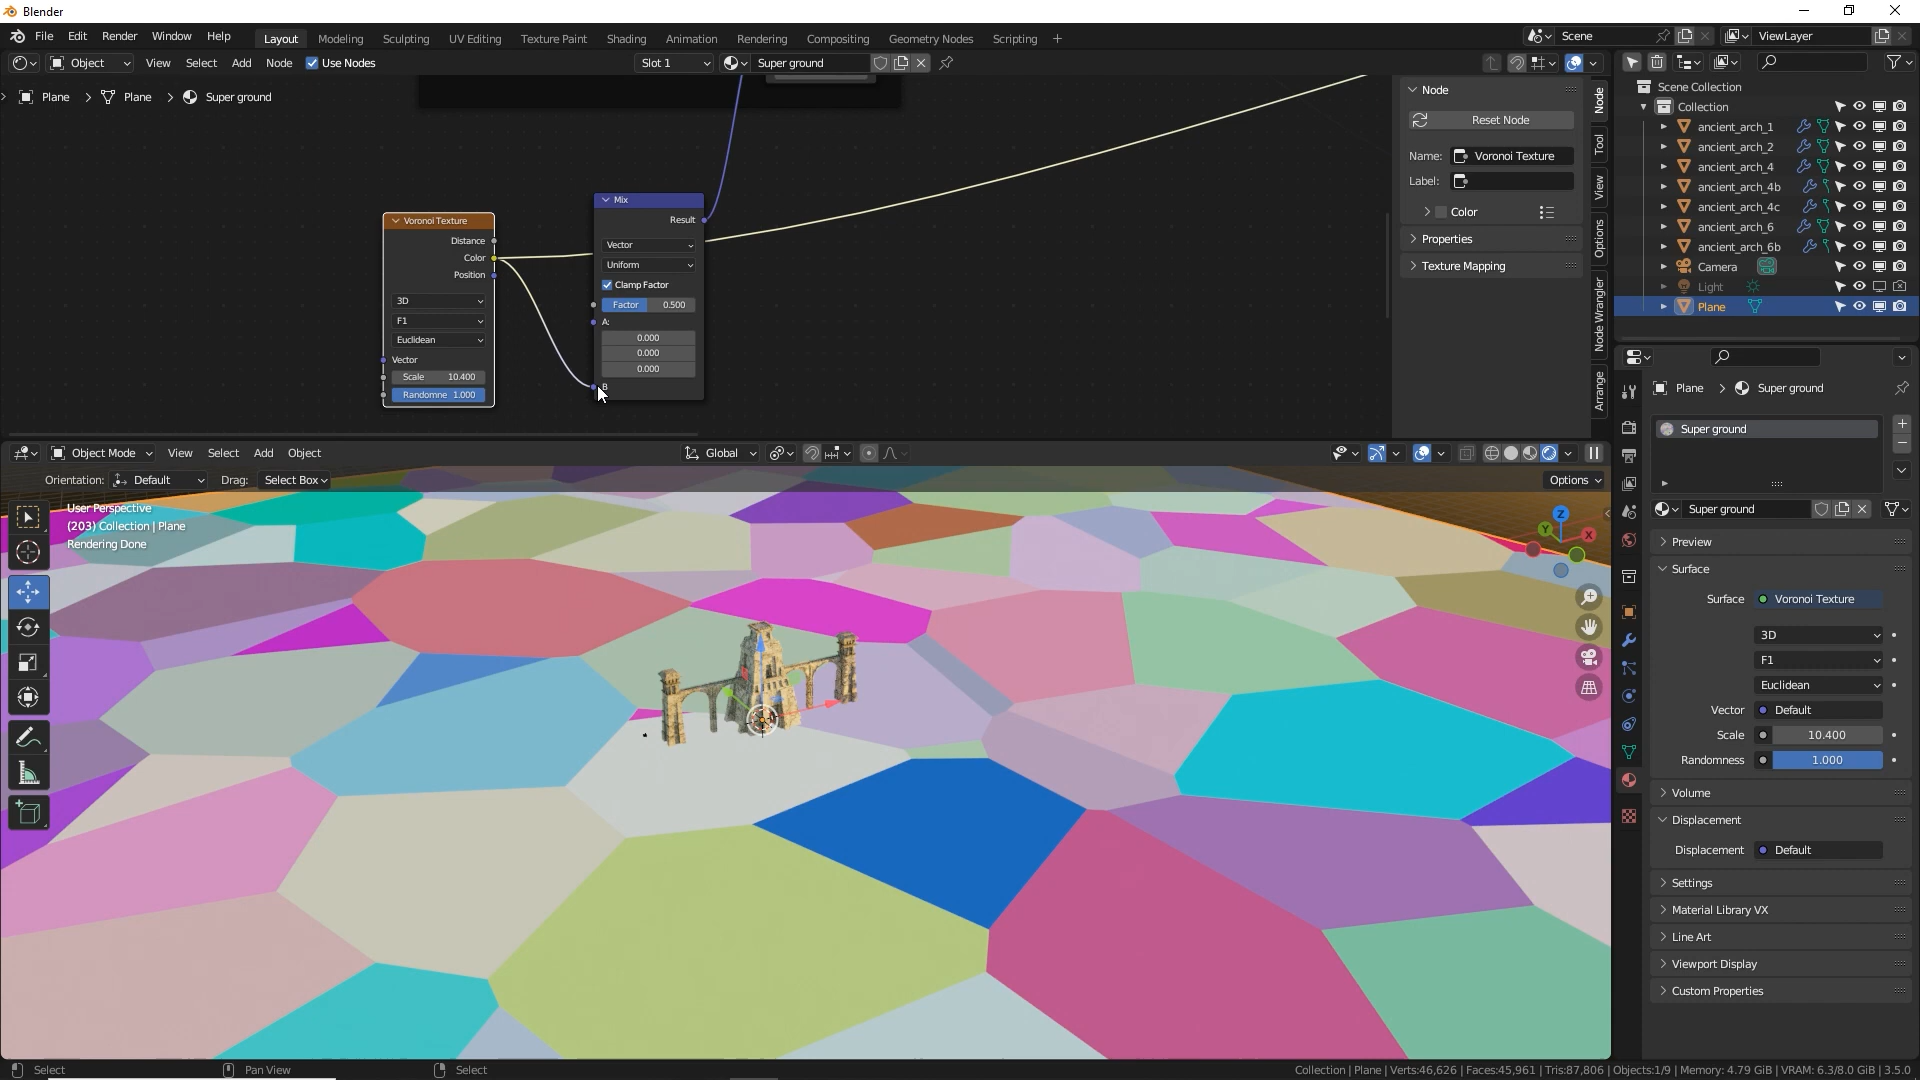 Blender
File Edit Render Window Help
Layout Modeling Sculpting UV Editing Texture Paint Shading Animation Rendering Compositing Geometry Nodes Scripting +
Scene ViewLayer
Object View Select Add Node Use Nodes Slot 1 Super ground
Plane > Plane > Super ground
Voronoi Texture
Distance
Color
Position
3D
F1
Euclidean
Vector
Scale 10.400
Randomne 1.000
Mix
Result
Vector
Uniform
Clamp Factor
Factor 0.500
A:
0.000
0.000
0.000
B
Node
Reset Node
Name: Voronoi Texture
Label:
Color
Properties
Texture Mapping
Node
Tool
View
Options
Node Wrangler
Arrange
Scene Collection
Collection
ancient_arch_1
ancient_arch_2
ancient_arch_4
ancient_arch_4b
ancient_arch_4c
ancient_arch_6
ancient_arch_6b
Camera
Light
Plane
Object Mode View Select Add Object Global
Orientation: Default Drag: Select Box Options
User Perspective
(203) Collection | Plane
Rendering Done
Z
Y
X
Plane > Super ground
Super ground
Super ground
Preview
Surface
Surface Voronoi Texture
3D
F1
Euclidean
Vector Default
Scale 10.400
Randomness 1.000
Volume
Displacement
Displacement Default
Settings
Material Library VX
Line Art
Viewport Display
Custom Properties
Select Pan View Select Collection | Plane | Verts:46,626 | Faces:45,961 | Tris:87,806 | Objects:1/9 | Memory: 4.79 GiB | VRAM: 6.3/8.0 GiB | 3.5.0